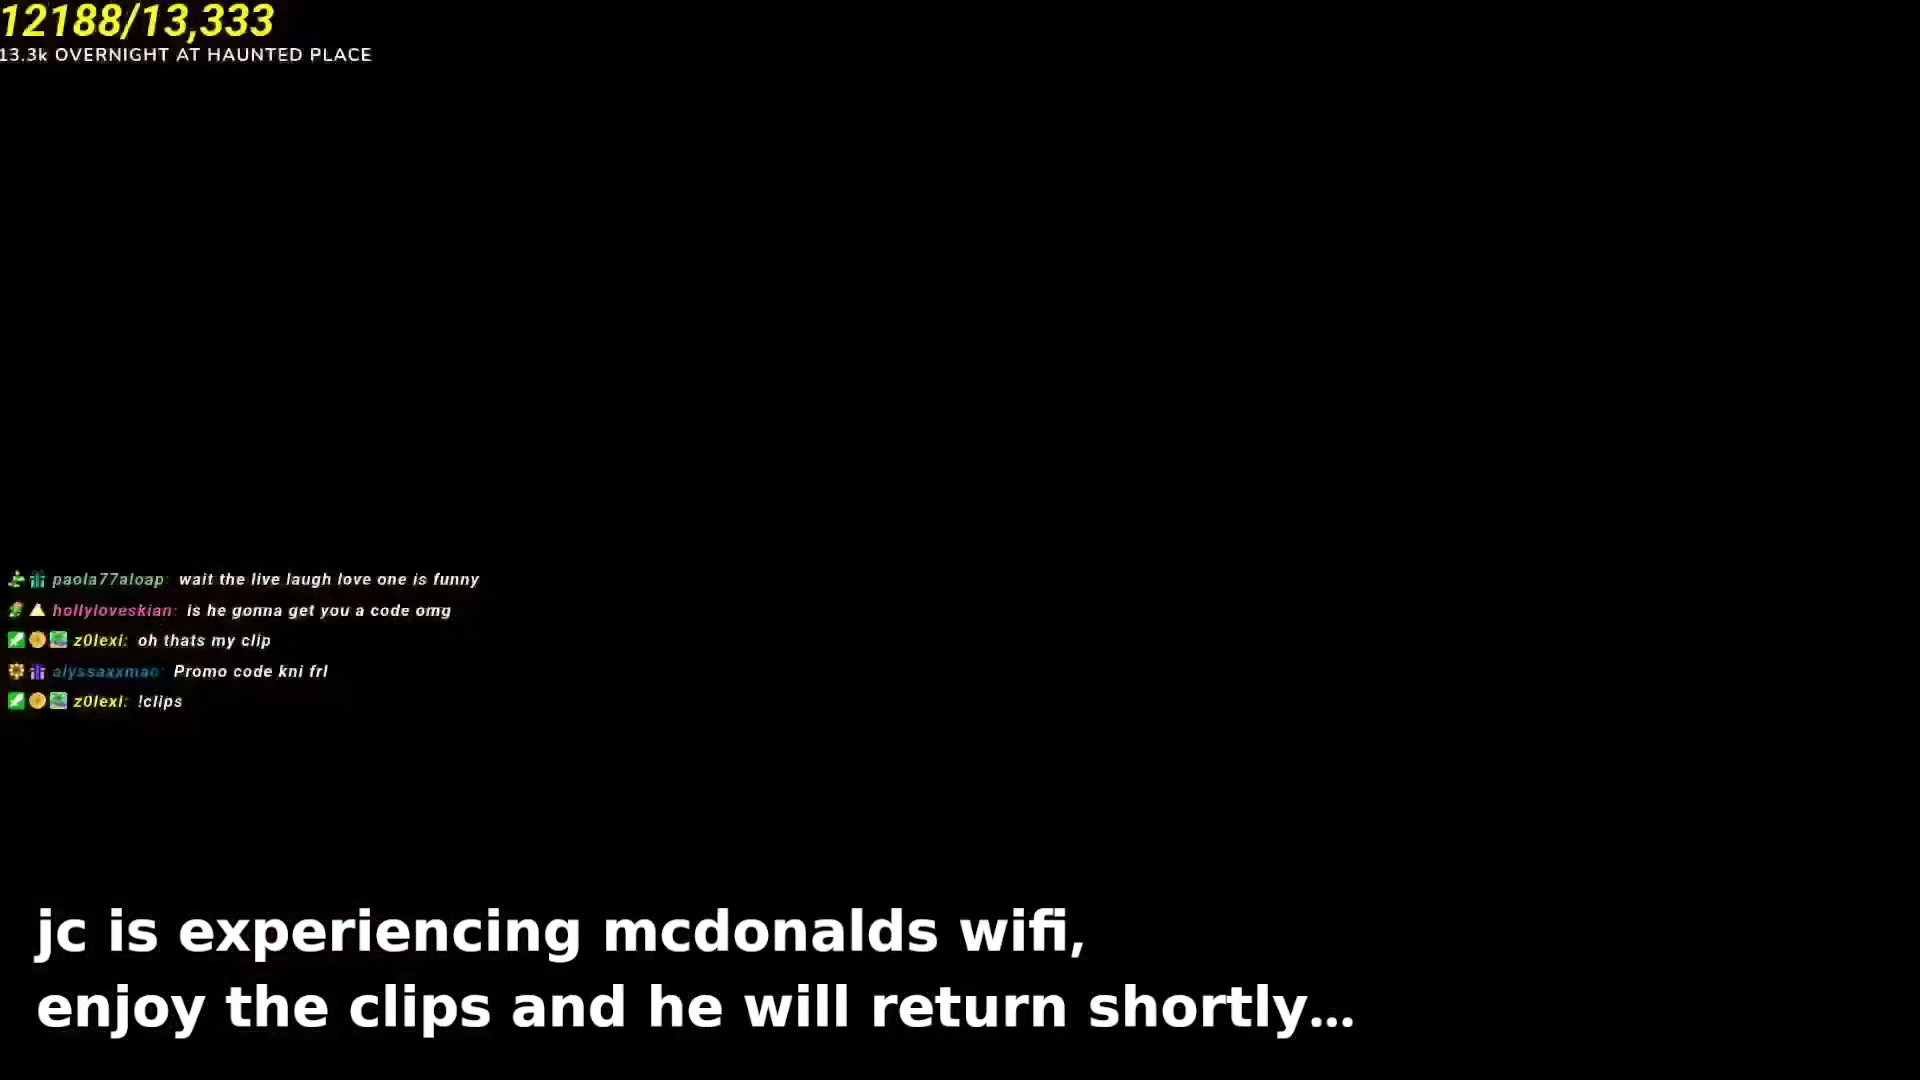 12188/13,333
13.3k OVERNIGHT AT HAUNTED PLACE
paola77aloap: wait the live laugh love one is funny
hollyloveskian: is he gonna get you a code omg
z0lexi: oh thats my clip
alyssaxxmac: Promo code kni frl
z0lexi: !clips
jc is experiencing mcdonalds wifi,
enjoy the clips and he will return shortly...